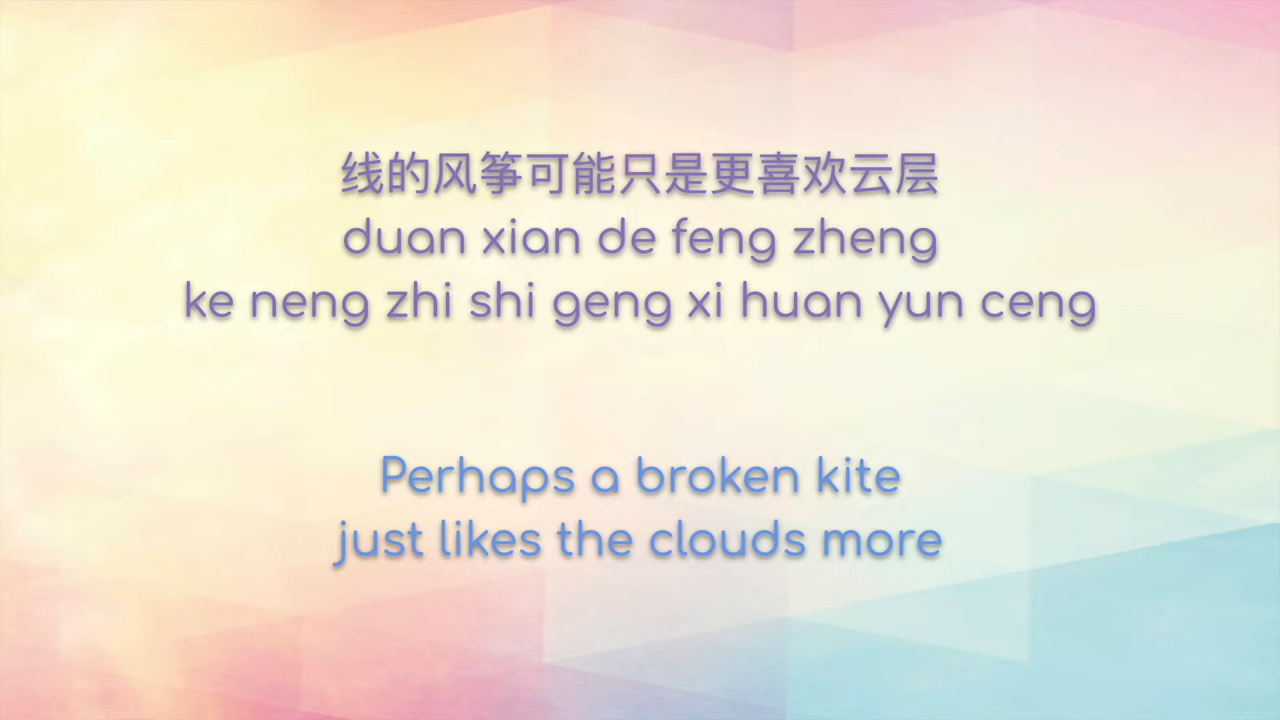 线的风筝可能只是更喜欢云层
duan xian de feng zheng
ke neng zhi shi geng xi huan yun ceng
Perhaps a broken kite
just likes the clouds more